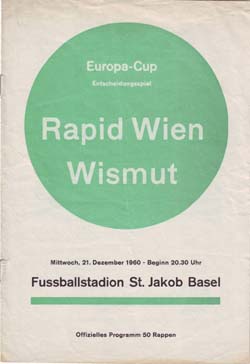 Europa-Cup
Entscheidungsspiel
Rapid Wien
Wismut
Mittwoch, 21. Dezember 1960 - Beginn 20.30 Uhr
Fussballstadion St. Jakob Basel
Offizielles Programm 50 Rappen